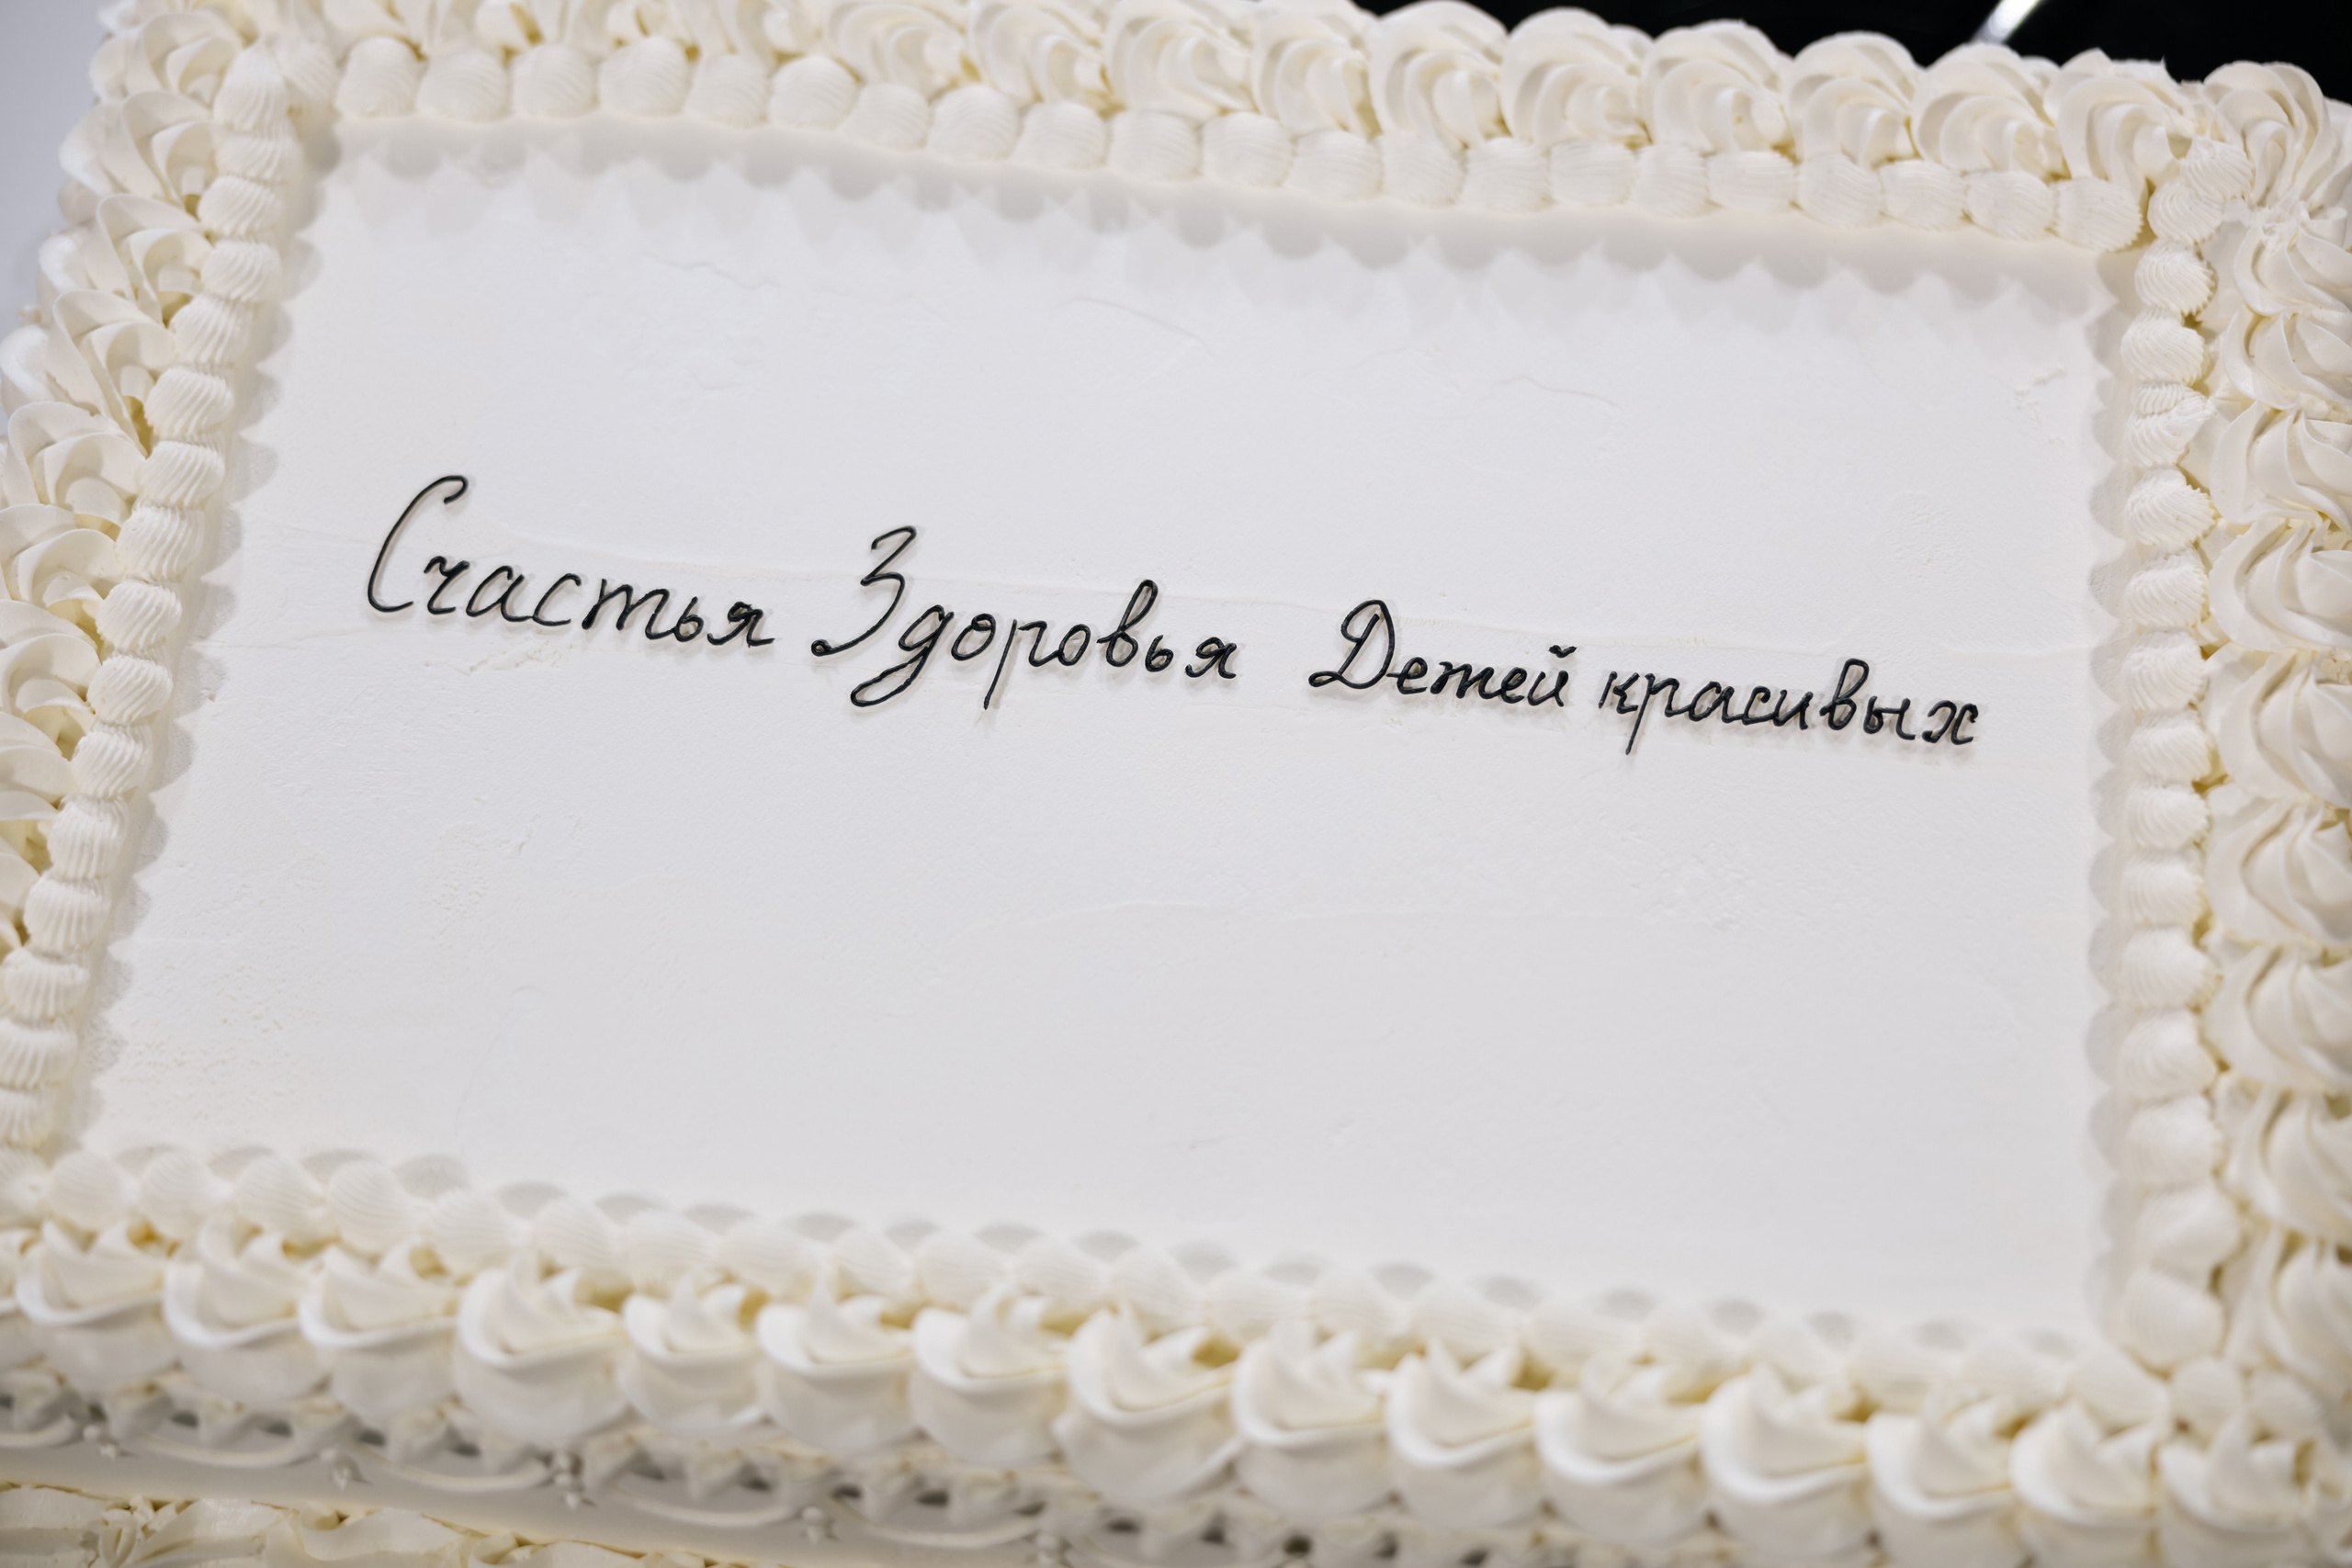 Счастья Здоровья Детей красивых